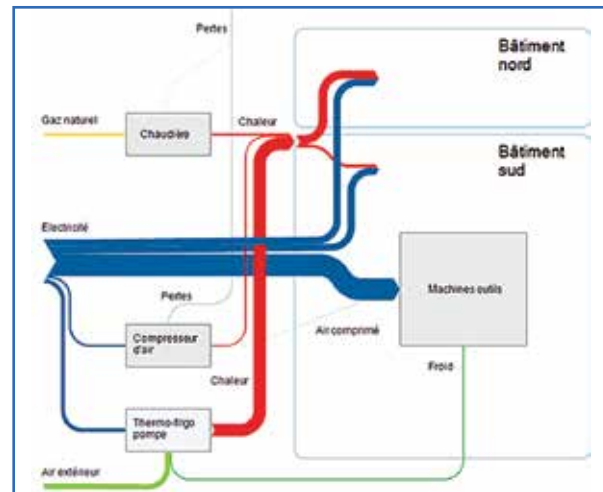 Pertes
Bâtiment
nord
Gaz naturel
Chaudière
Chaleur
Bâtiment
sud
Electricité
Machines outils
Pertes
Compresseur
d'air
Air comprimé
Chaleur
Froid
Thermo-frigo
pompe
Air extérieur